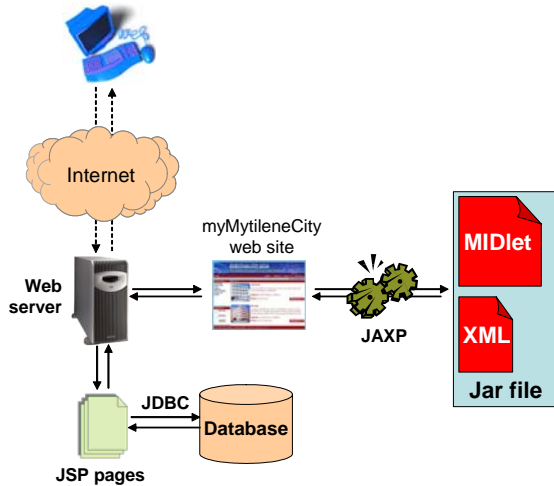 Internet
myMytileneCity
web site
Web
server
MIDlet
XML
JAXP
Jar file
JDBC
Database
JSP pages